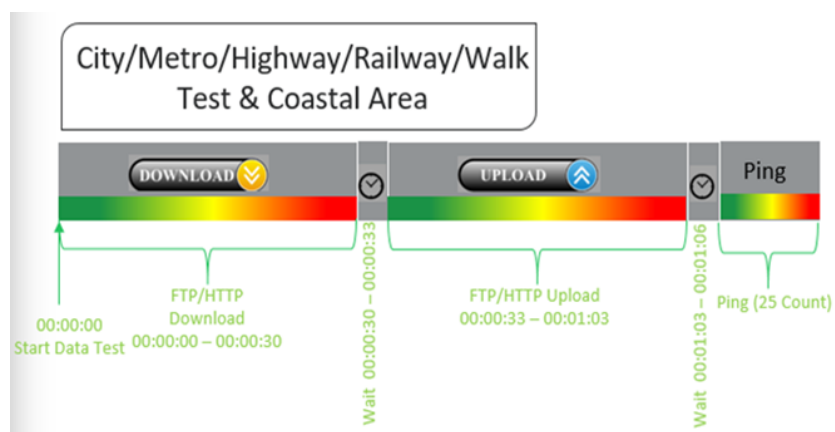 City/Metro/Highway/Railway/Walk
Test & Coastal Area
DOWNLOAD
UPLOAD
Ping
00:00:00
Start Data Test
FTP/HTTP
Download
00:00:00 – 00:00:30
Wait 00:00:30 – 00:00:33
FTP/HTTP Upload
00:00:33 – 00:01:03
Wait 00:01:03 – 00:01:06
Ping (25 Count)